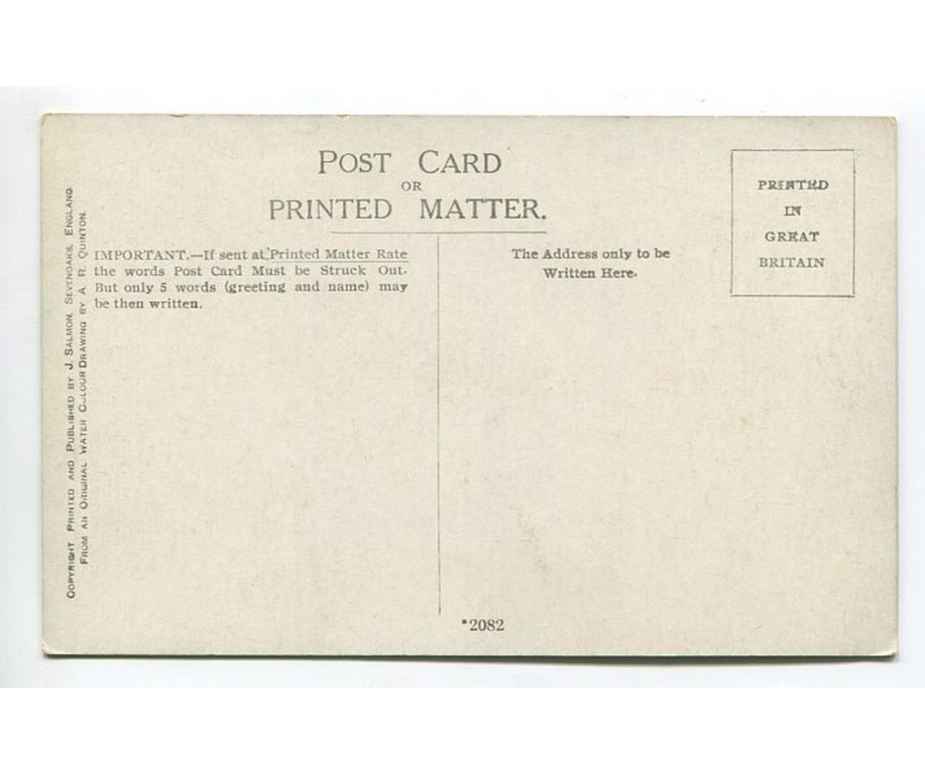 POST CARD
OR
PRINTED MATTER.
PRINTED
IN
GREAT
BRITAIN
IMPORTANT.—If sent at Printed Matter Rate
the words Post Card Must be Struck Out.
But only 5 words (greeting and name) may
be then written.
The Address only to be
Written Here.
COPYRIGHT PRINTED AND PUBLISHED BY J. SALMON, SEVENOAKS, ENGLAND
FROM AN ORIGINAL WATER COLOUR DRAWING BY A. R. QUINTON.
*2082